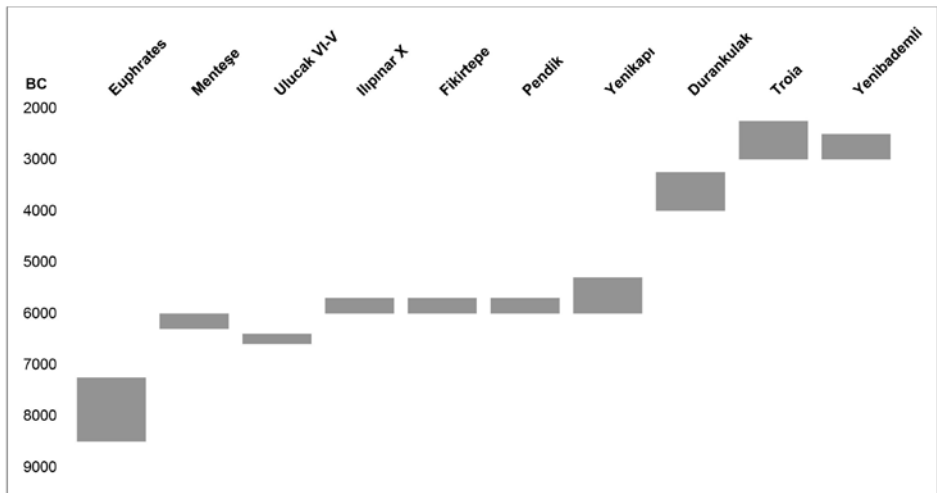 BC
Euphrates
Menteşe
Ulucak VI-V
Ilıpınar X
Fikirtepe
Pendik
Yenikapı
Durankulak
Troia
Yenibademli
2000
3000
4000
5000
6000
7000
8000
9000